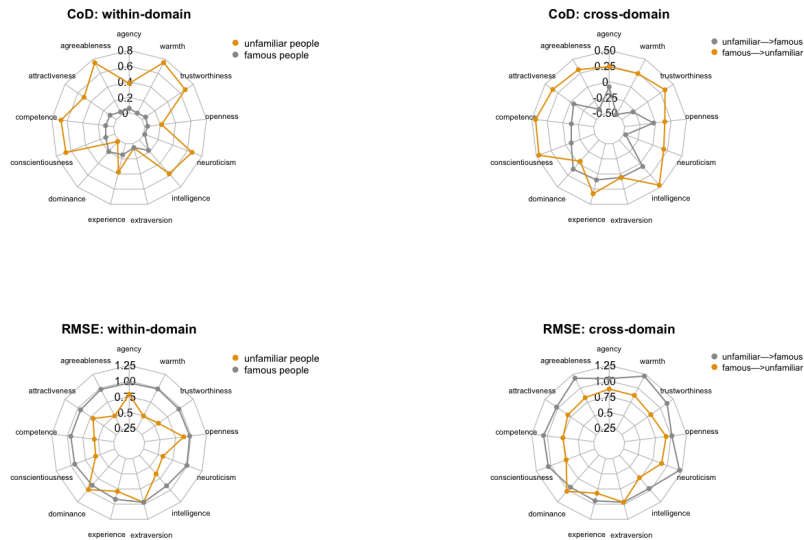 CoD: within-domain
agency
warmth
trustworthiness
openness
neuroticism
intelligence
extraversion
experience
dominance
conscientiousness
competence
attractiveness
agreeableness
0.8
0.6
0.4
0.2
0
unfamiliar people
famous people
CoD: cross-domain
agency
warmth
trustworthiness
openness
neuroticism
intelligence
extraversion
experience
dominance
conscientiousness
competence
attractiveness
agreeableness
0.50
0.25
0
-0.25
-0.50
unfamiliar—>famous
famous—>unfamiliar
RMSE: within-domain
agency
warmth
trustworthiness
openness
neuroticism
intelligence
extraversion
experience
dominance
conscientiousness
competence
attractiveness
agreeableness
1.25
1.00
0.75
0.5
0.25
unfamiliar people
famous people
RMSE: cross-domain
agency
warmth
trustworthiness
openness
neuroticism
intelligence
extraversion
experience
dominance
conscientiousness
competence
attractiveness
agreeableness
1.25
1.00
0.75
0.5
0.25
unfamiliar—>famous
famous—>unfamiliar